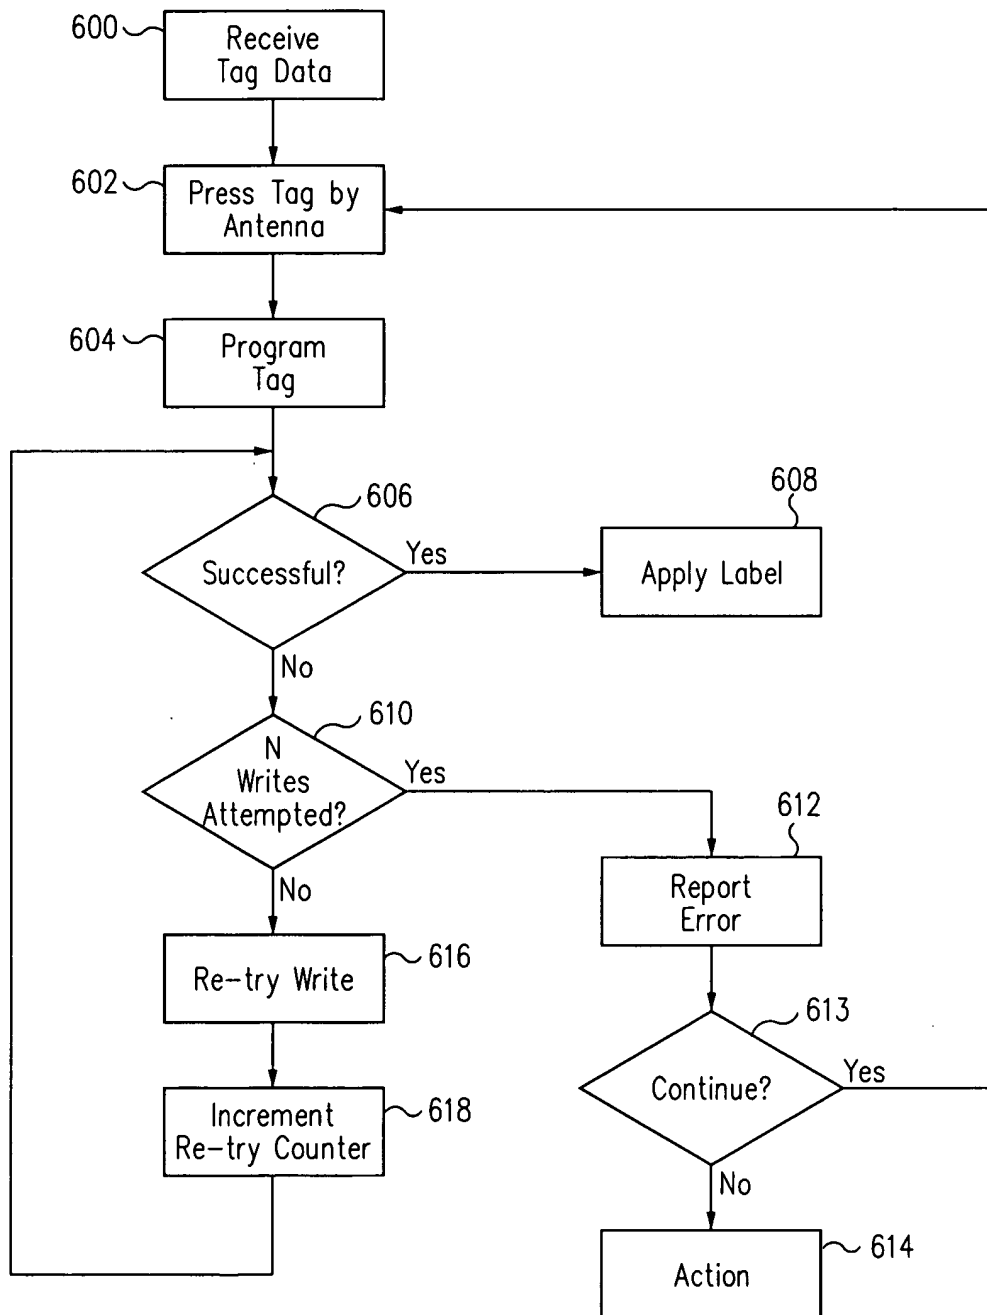 600
Receive
Tag Data
602
Press Tag by
Antenna
604
Program
Tag
606
Successful?
Yes
608
Apply Label
No
610
N
Writes
Attempted?
Yes
612
Report
Error
No
616
Re-try Write
613
Continue?
Yes
618
Increment
Re-try Counter
No
614
Action